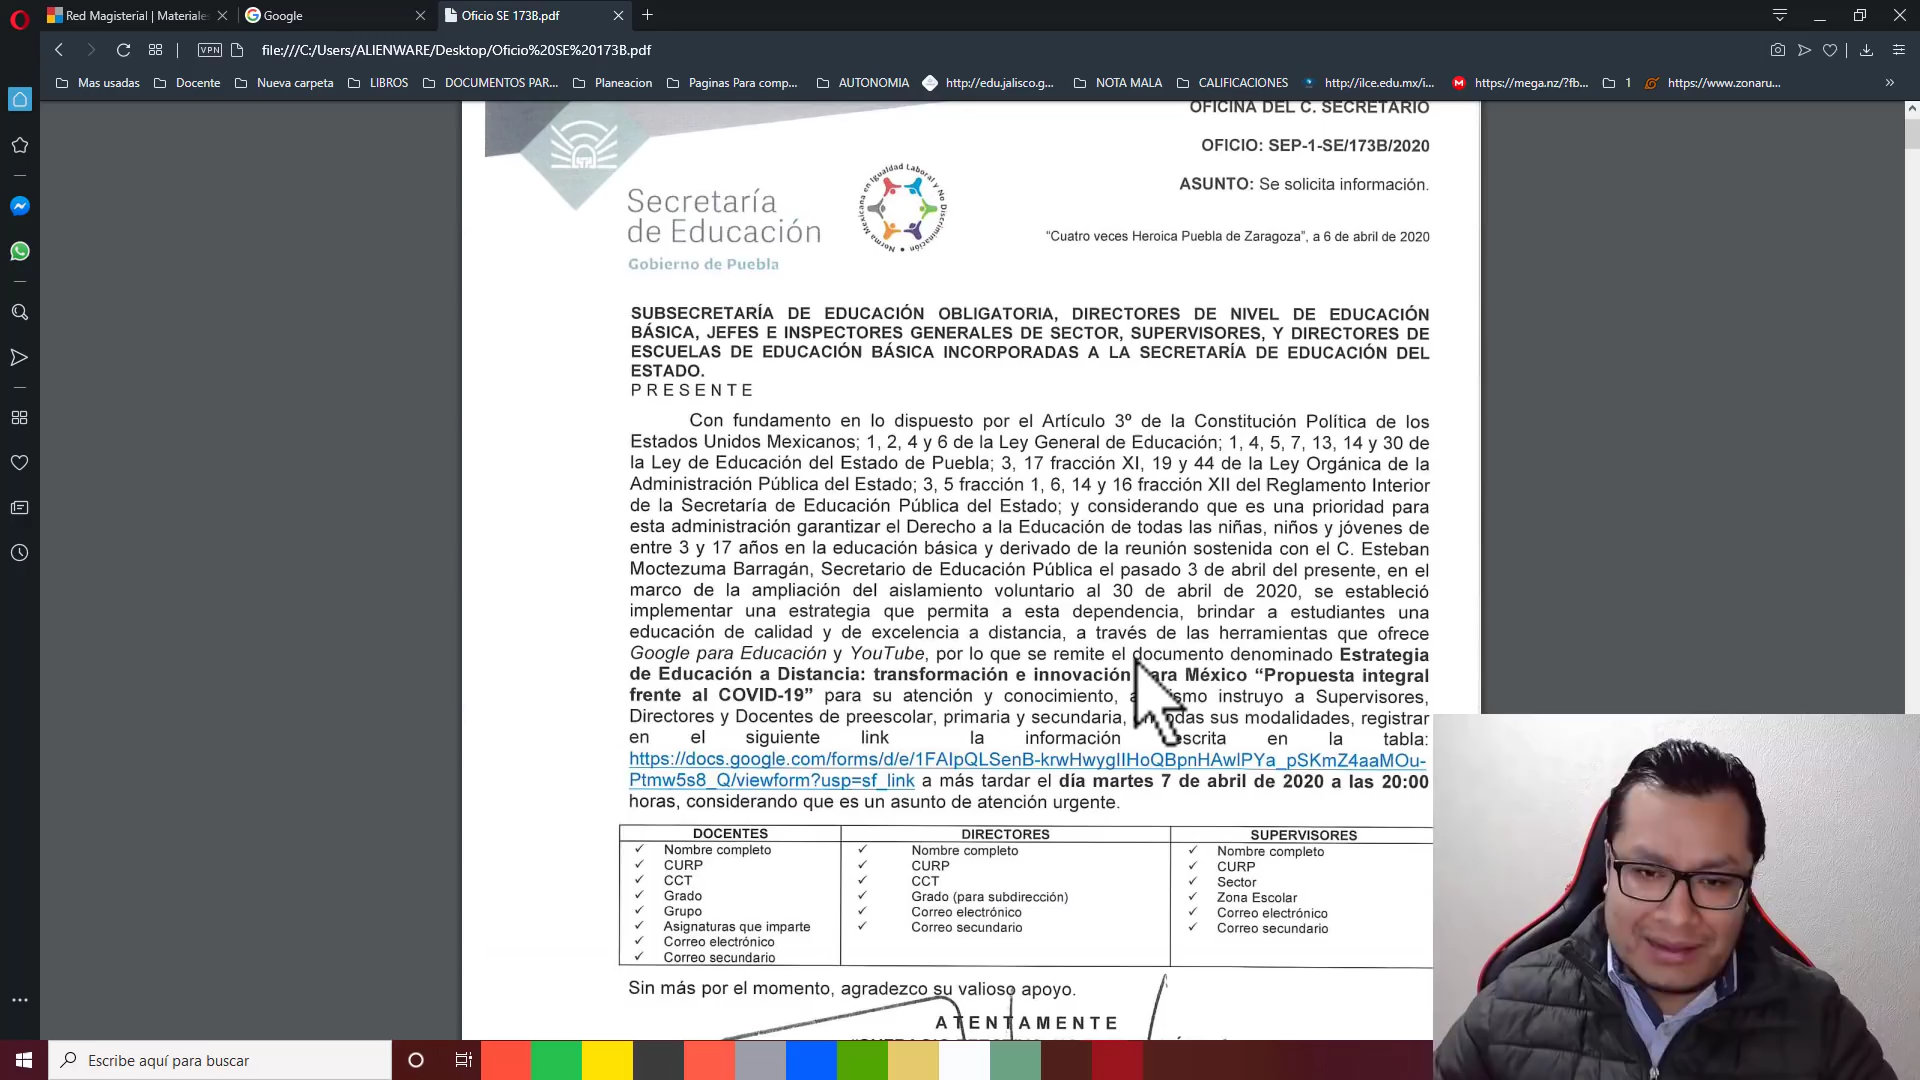 Red Magisterial | Materiales
Google
Oficio SE 173B.pdf
VPN
file:///C:/Users/ALIENWARE/Desktop/Oficio%20SE%20173B.pdf
Mas usadas
Docente
Nueva carpeta
LIBROS
DOCUMENTOS PAR...
Planeacion
Paginas Para comp...
AUTONOMIA
http://edu.jalisco.g...
NOTA MALA
CALIFICACIONES
http://ilce.edu.mx/i...
https://mega.nz/?fb...
1
https://www.zonaru...
OFICINA DEL C. SECRETARIO
OFICIO: SEP-1-SE/173B/2020
ASUNTO: Se solicita información.
Secretaría
de Educación
Gobierno de Puebla
Norma Mexicana en Igualdad Laboral y No Discriminación
“Cuatro veces Heroica Puebla de Zaragoza”, a 6 de abril de 2020
SUBSECRETARÍA DE EDUCACIÓN OBLIGATORIA, DIRECTORES DE NIVEL DE EDUCACIÓN
BÁSICA, JEFES E INSPECTORES GENERALES DE SECTOR, SUPERVISORES, Y DIRECTORES DE
ESCUELAS DE EDUCACIÓN BÁSICA INCORPORADAS A LA SECRETARÍA DE EDUCACIÓN DEL
ESTADO.
P R E S E N T E
Con fundamento en lo dispuesto por el Artículo 3º de la Constitución Política de los
Estados Unidos Mexicanos; 1, 2, 4 y 6 de la Ley General de Educación; 1, 4, 5, 7, 13, 14 y 30 de
la Ley de Educación del Estado de Puebla; 3, 17 fracción XI, 19 y 44 de la Ley Orgánica de la
Administración Pública del Estado; 3, 5 fracción 1, 6, 14 y 16 fracción XII del Reglamento Interior
de la Secretaría de Educación Pública del Estado; y considerando que es una prioridad para
esta administración garantizar el Derecho a la Educación de todas las niñas, niños y jóvenes de
entre 3 y 17 años en la educación básica y derivado de la reunión sostenida con el C. Esteban
Moctezuma Barragán, Secretario de Educación Pública el pasado 3 de abril del presente, en el
marco de la ampliación del aislamiento voluntario al 30 de abril de 2020, se estableció
implementar una estrategia que permita a esta dependencia, brindar a estudiantes una
educación de calidad y de excelencia a distancia, a través de las herramientas que ofrece
Google para Educación y YouTube, por lo que se remite el documento denominado Estrategia
de Educación a Distancia: transformación e innovación para México “Propuesta integral
frente al COVID-19” para su atención y conocimiento, instruyo a Supervisores,
Directores y Docentes de preescolar, primaria y secundaria, todas sus modalidades, registrar
en el siguiente link la información descrita en la tabla:
https://docs.google.com/forms/d/e/1FAIpQLSenB-krwHwyglIHoQBpnHAwlPYa_pSKmZ4aaMOu-
Ptmw5s8_Q/viewform?usp=sf_link a más tardar el día martes 7 de abril de 2020 a las 20:00
horas, considerando que es un asunto de atención urgente.
DOCENTES DIRECTORES SUPERVISORES
✓ Nombre completo ✓ Nombre completo ✓ Nombre completo
✓ CURP ✓ CURP ✓ CURP
✓ CCT ✓ CCT ✓ Sector
✓ Grado ✓ Grado (para subdirección) ✓ Zona Escolar
✓ Grupo ✓ Correo electrónico ✓ Correo electrónico
✓ Asignaturas que imparte ✓ Correo secundario ✓ Correo secundario
✓ Correo electrónico
✓ Correo secundario
Sin más por el momento, agradezco su valioso apoyo.
A T E N T A M E N T E
Escribe aquí para buscar